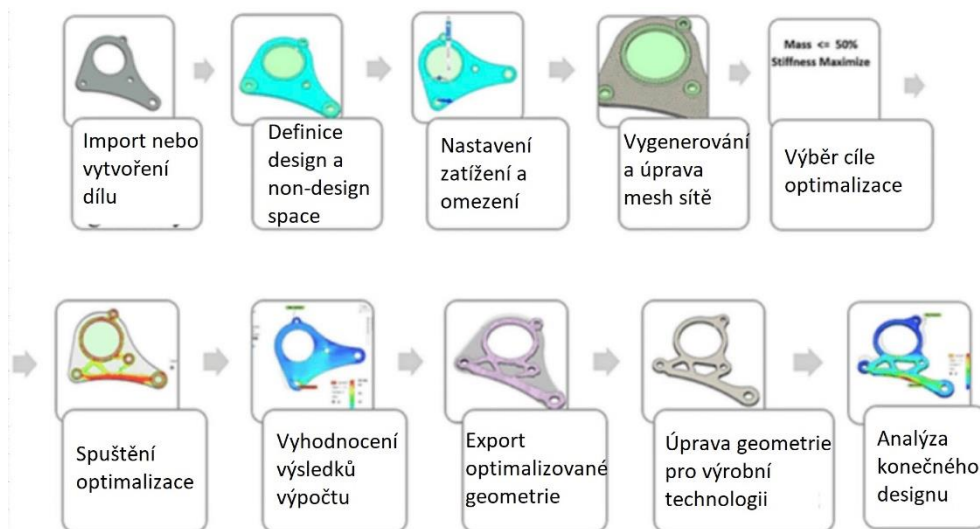 Import nebo
vytvoření
dílu
Definice
design a
non-design
space
Nastavení
zatížení a
omezení
Vygenerování
a úprava
mesh sítě
Mass <= 50%
Stiffness Maximize
Výběr cíle
optimalizace
Spuštění
optimalizace
Vyhodnocení
výsledků
výpočtu
Export
optimalizované
geometrie
Úprava geometrie
pro výrobní
technologii
Analýza
konečného
designu